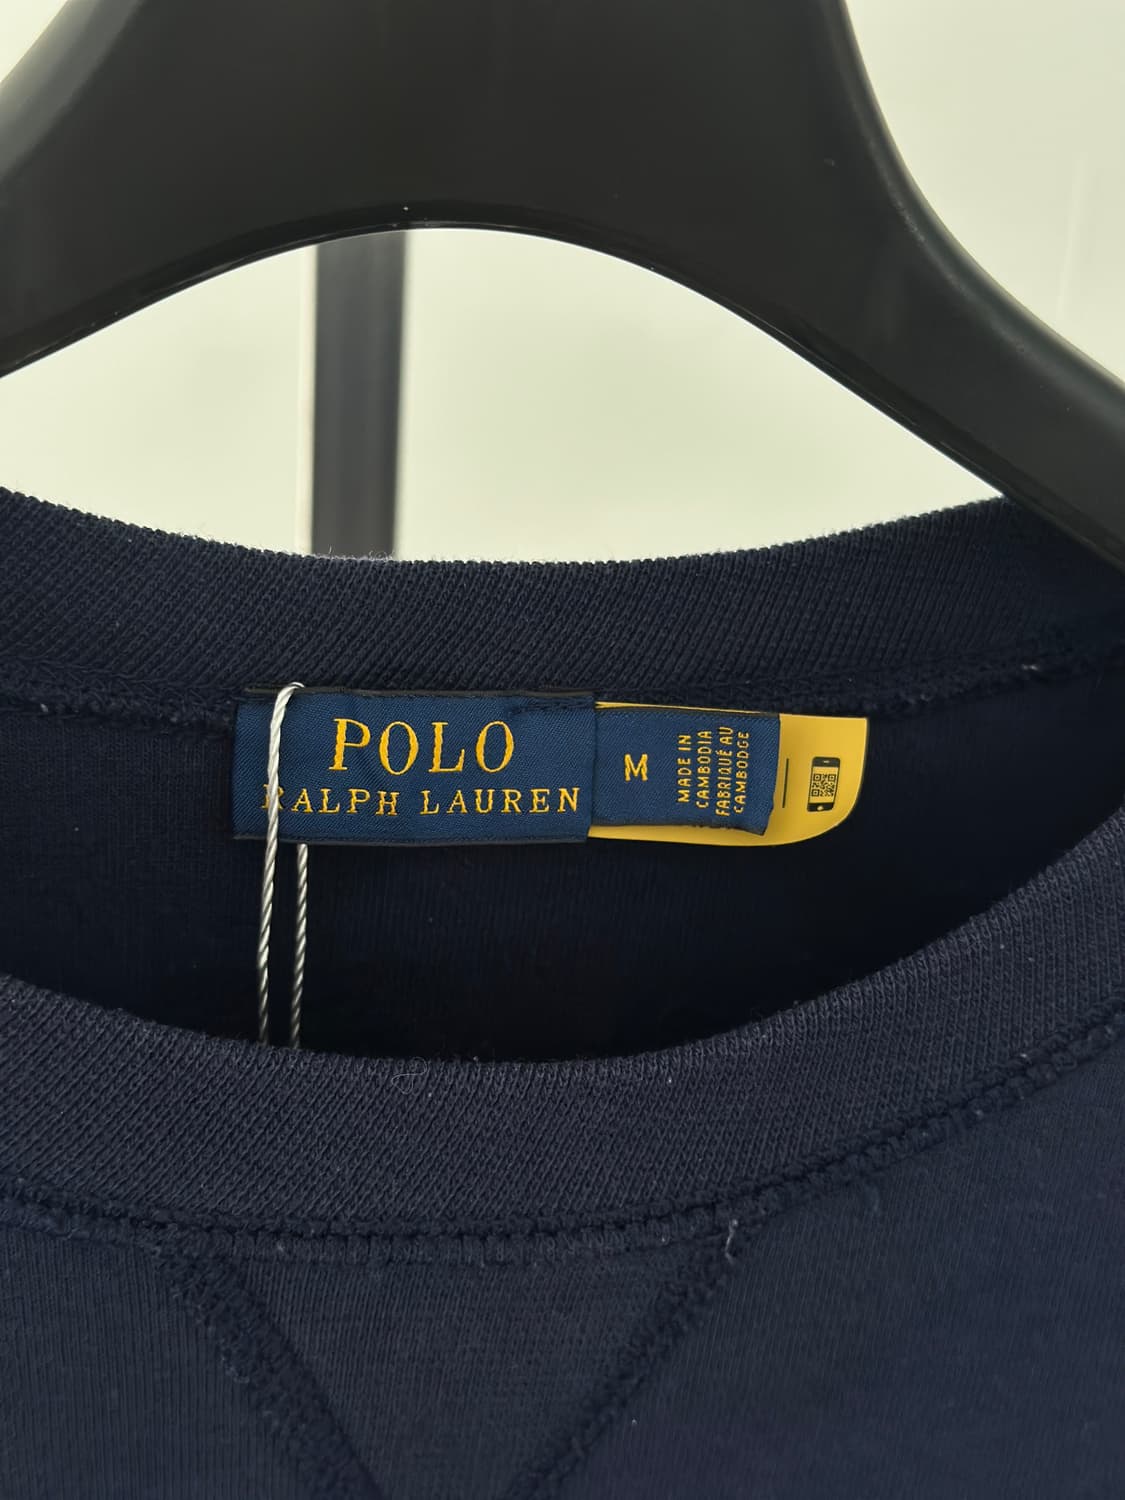 POLO
RALPH LAUREN
M
MADE IN
CAMBODIA
FABRIQUÉ AU
CAMBODGE